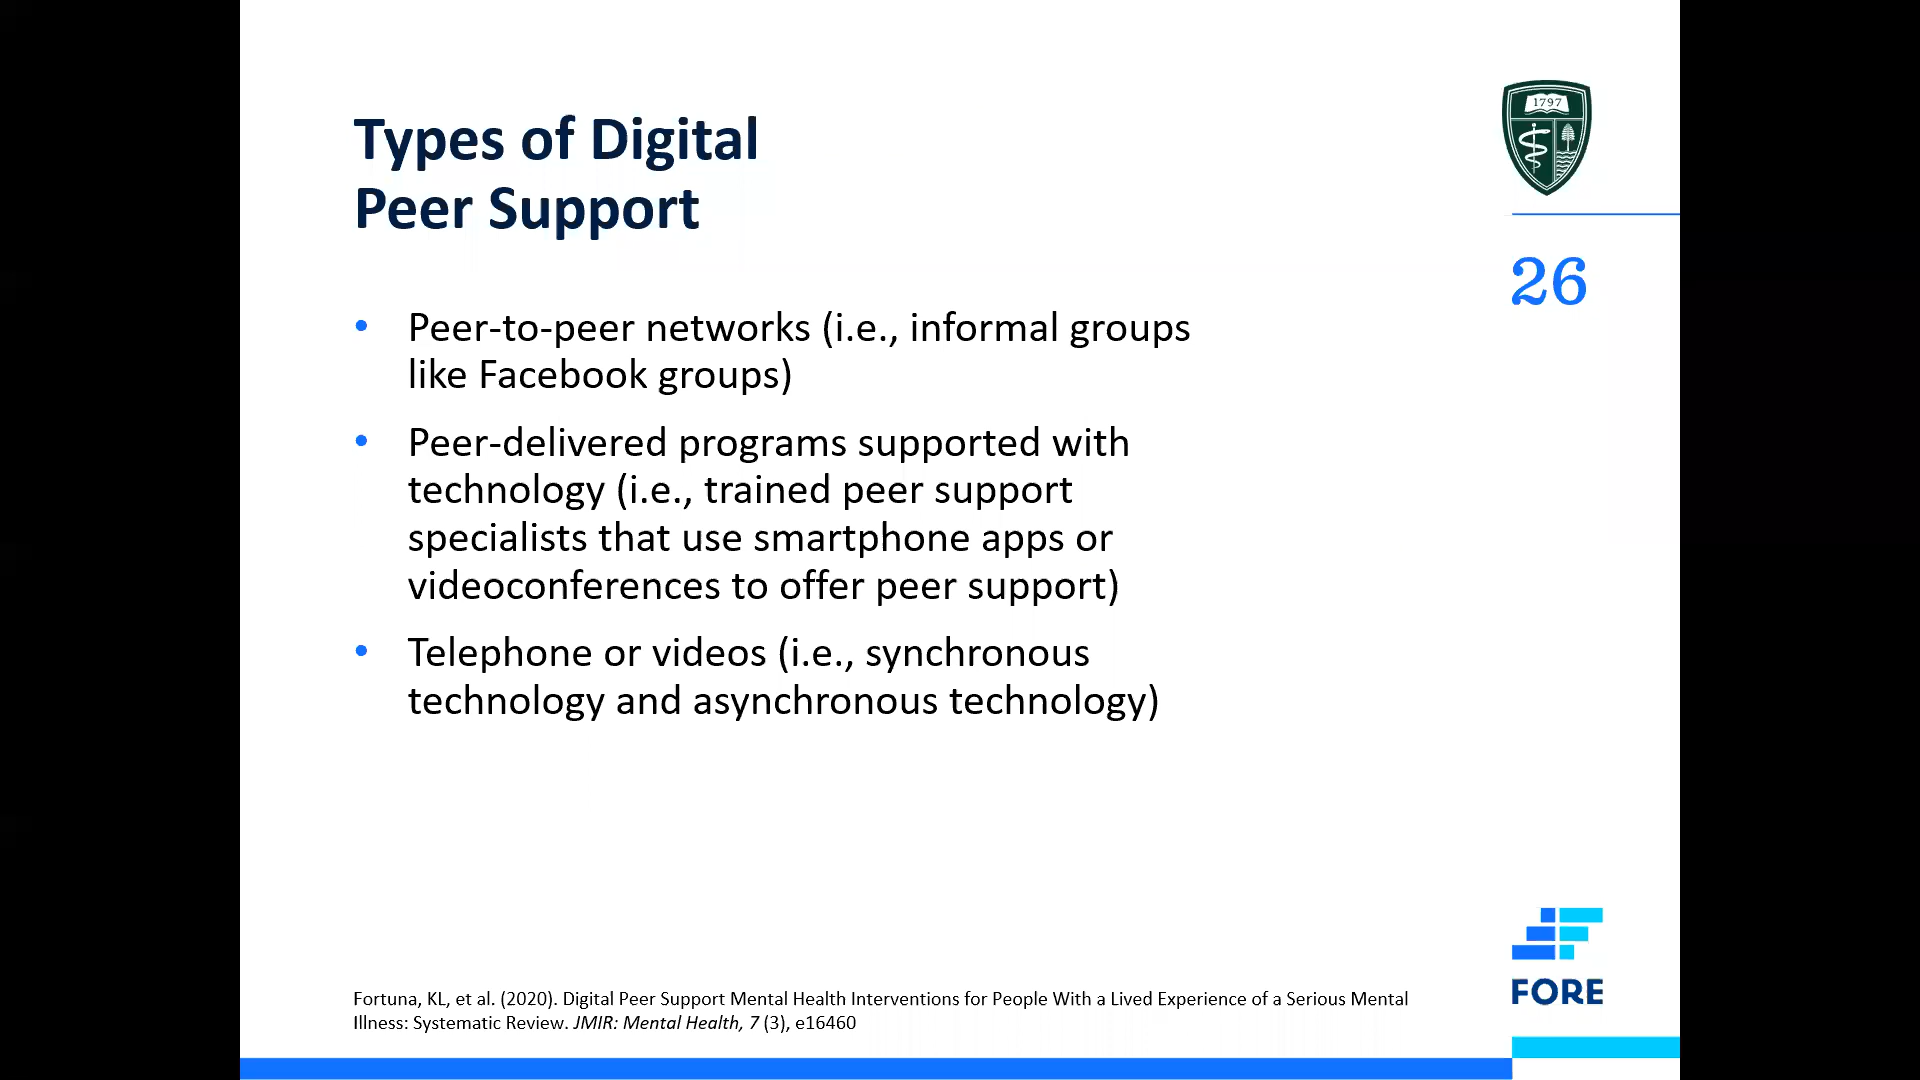 1797
Types of Digital
Peer Support
26
• Peer-to-peer networks (i.e., informal groups
like Facebook groups)
• Peer-delivered programs supported with
technology (i.e., trained peer support
specialists that use smartphone apps or
videoconferences to offer peer support)
• Telephone or videos (i.e., synchronous
technology and asynchronous technology)
FORE
Fortuna, KL, et al. (2020). Digital Peer Support Mental Health Interventions for People With a Lived Experience of a Serious Mental
Illness: Systematic Review. JMIR: Mental Health, 7 (3), e16460